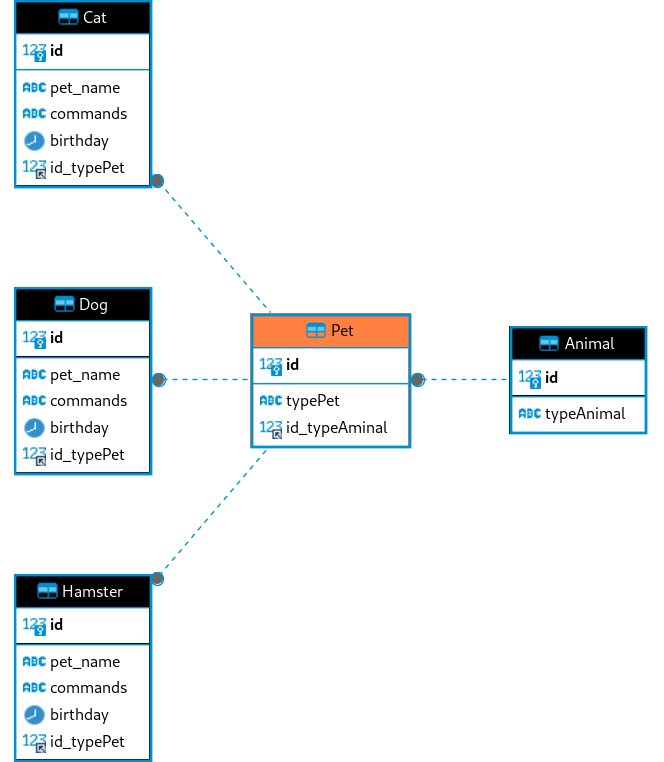 Cat
123 id
ABC pet_name
ABC commands
birthday
123 id_typePet
Dog
123 id
ABC pet_name
ABC commands
birthday
123 id_typePet
Pet
123 id
ABC typePet
123 id_typeAminal
Animal
123 id
ABC typeAnimal
Hamster
123 id
ABC pet_name
ABC commands
birthday
123 id_typePet